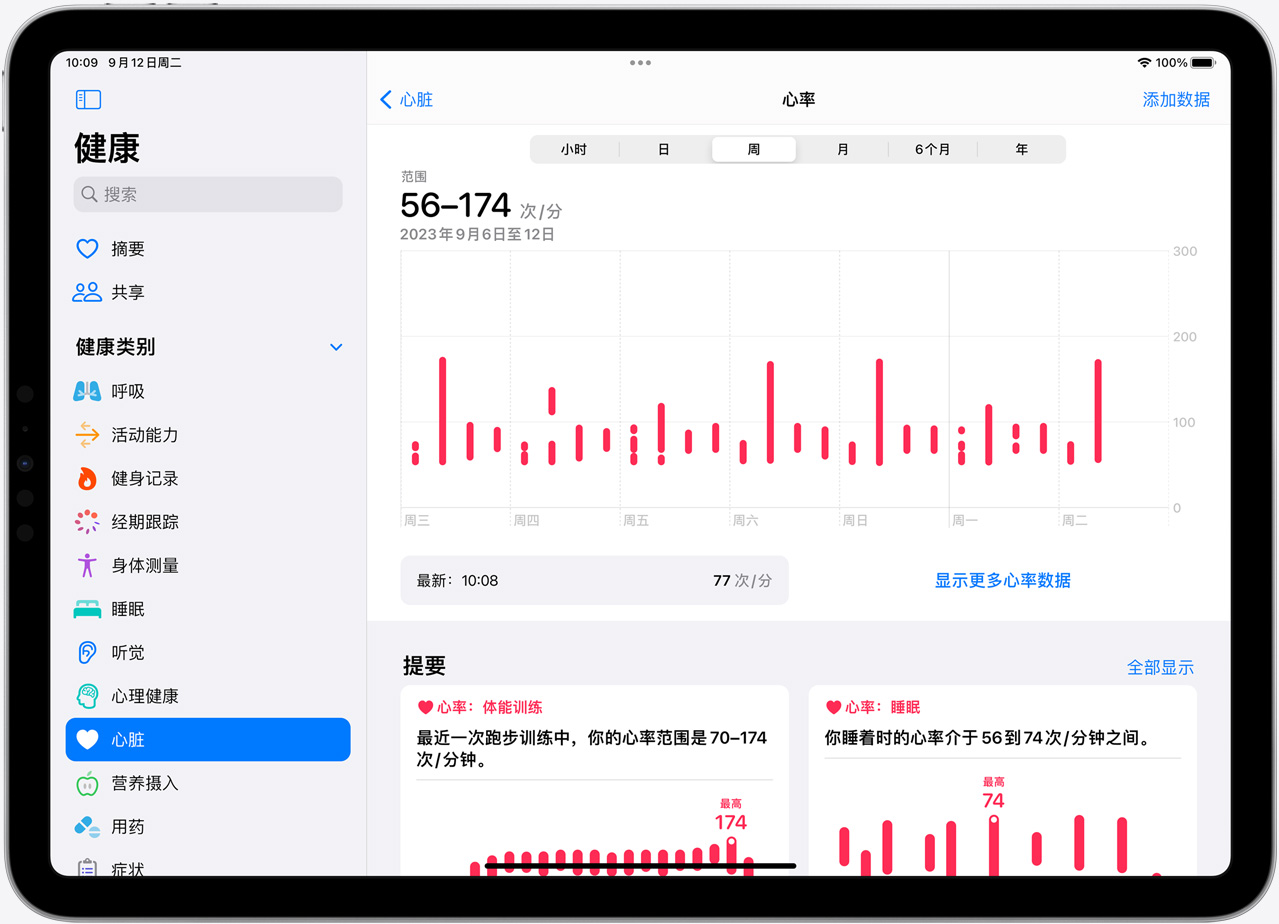 10:09 9月12日周二
100%
健康
搜索
摘要
共享
健康类别
呼吸
活动能力
健身记录
经期跟踪
身体测量
睡眠
听觉
心理健康
心脏
营养摄入
用药
症状
心脏
心率
添加数据
小时 日 周 月 6个月 年
范围
56–174 次/分
2023年9月6日至12日
300
200
100
0
周三 周四 周五 周六 周日 周一 周二
最新：10:08 77 次/分
显示更多心率数据
提要
全部显示
心率：体能训练
最近一次跑步训练中，你的心率范围是70–174
次/分钟。
最高
174
心率：睡眠
你睡着时的心率介于56到74次/分钟之间。
最高
74